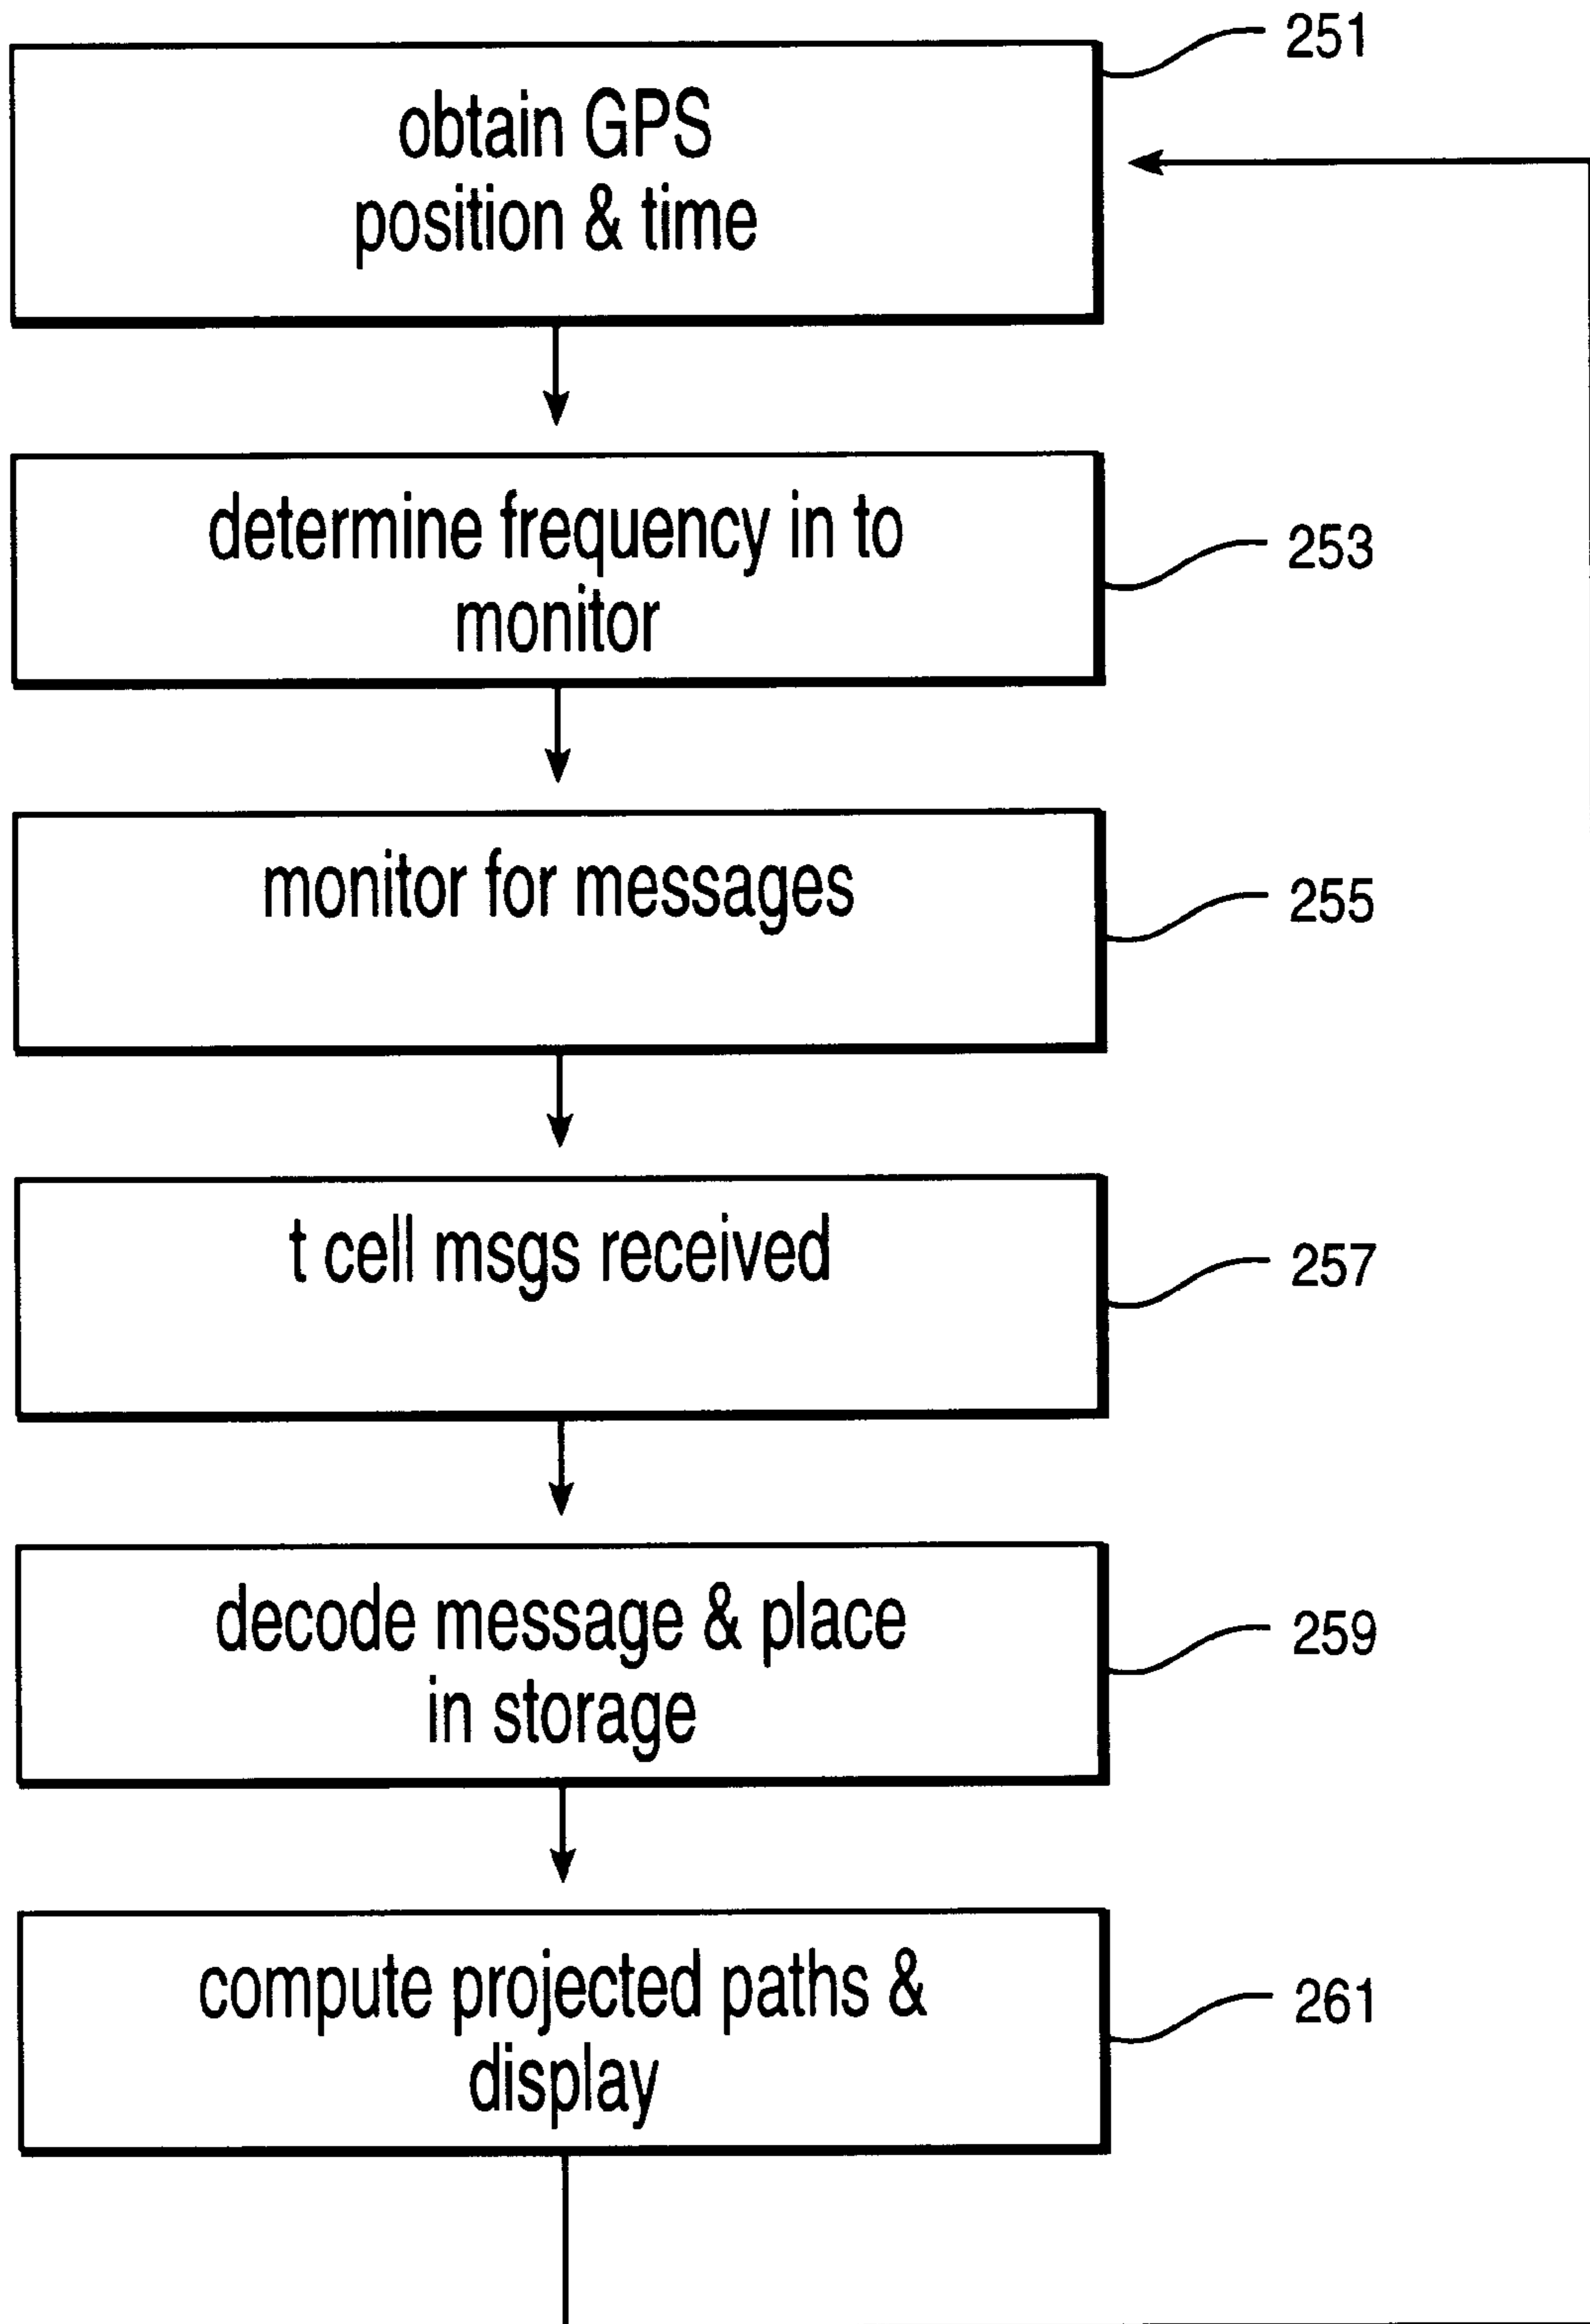 251
obtain GPS
position & time
determine frequency in to
monitor
253
monitor for messages
255
t cell msgs received
257
decode message & place
in storage
259
compute projected paths &
display
261